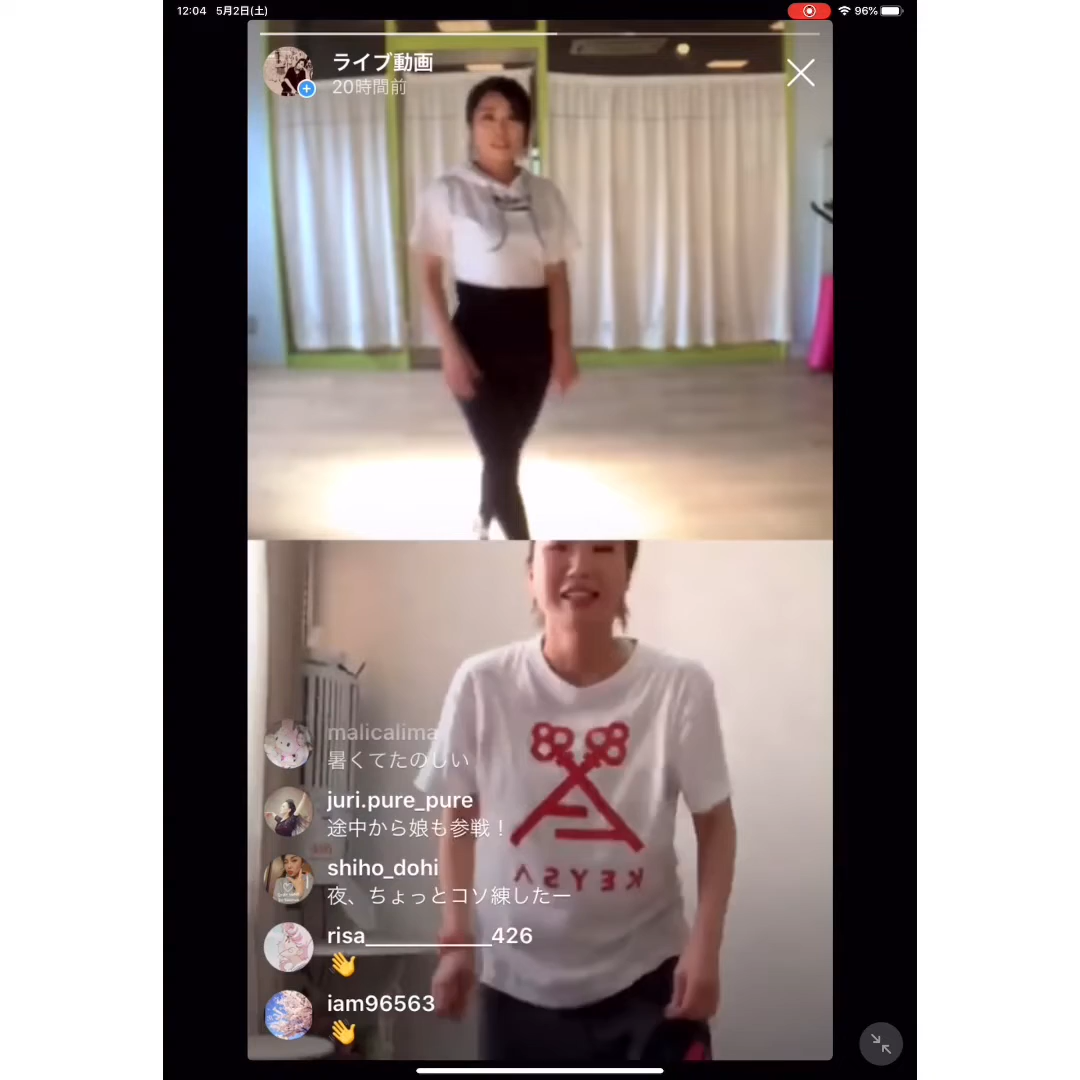 12:04 5月2日(土)
96%
ライブ動画
20時間前
malicalima
暑くてたのしい
juri.pure_pure
途中から娘も参戦！
shiho_dohi
夜、ちょっとコソ練したー
risa__________426
👋
iam96563
👋
KEYSA